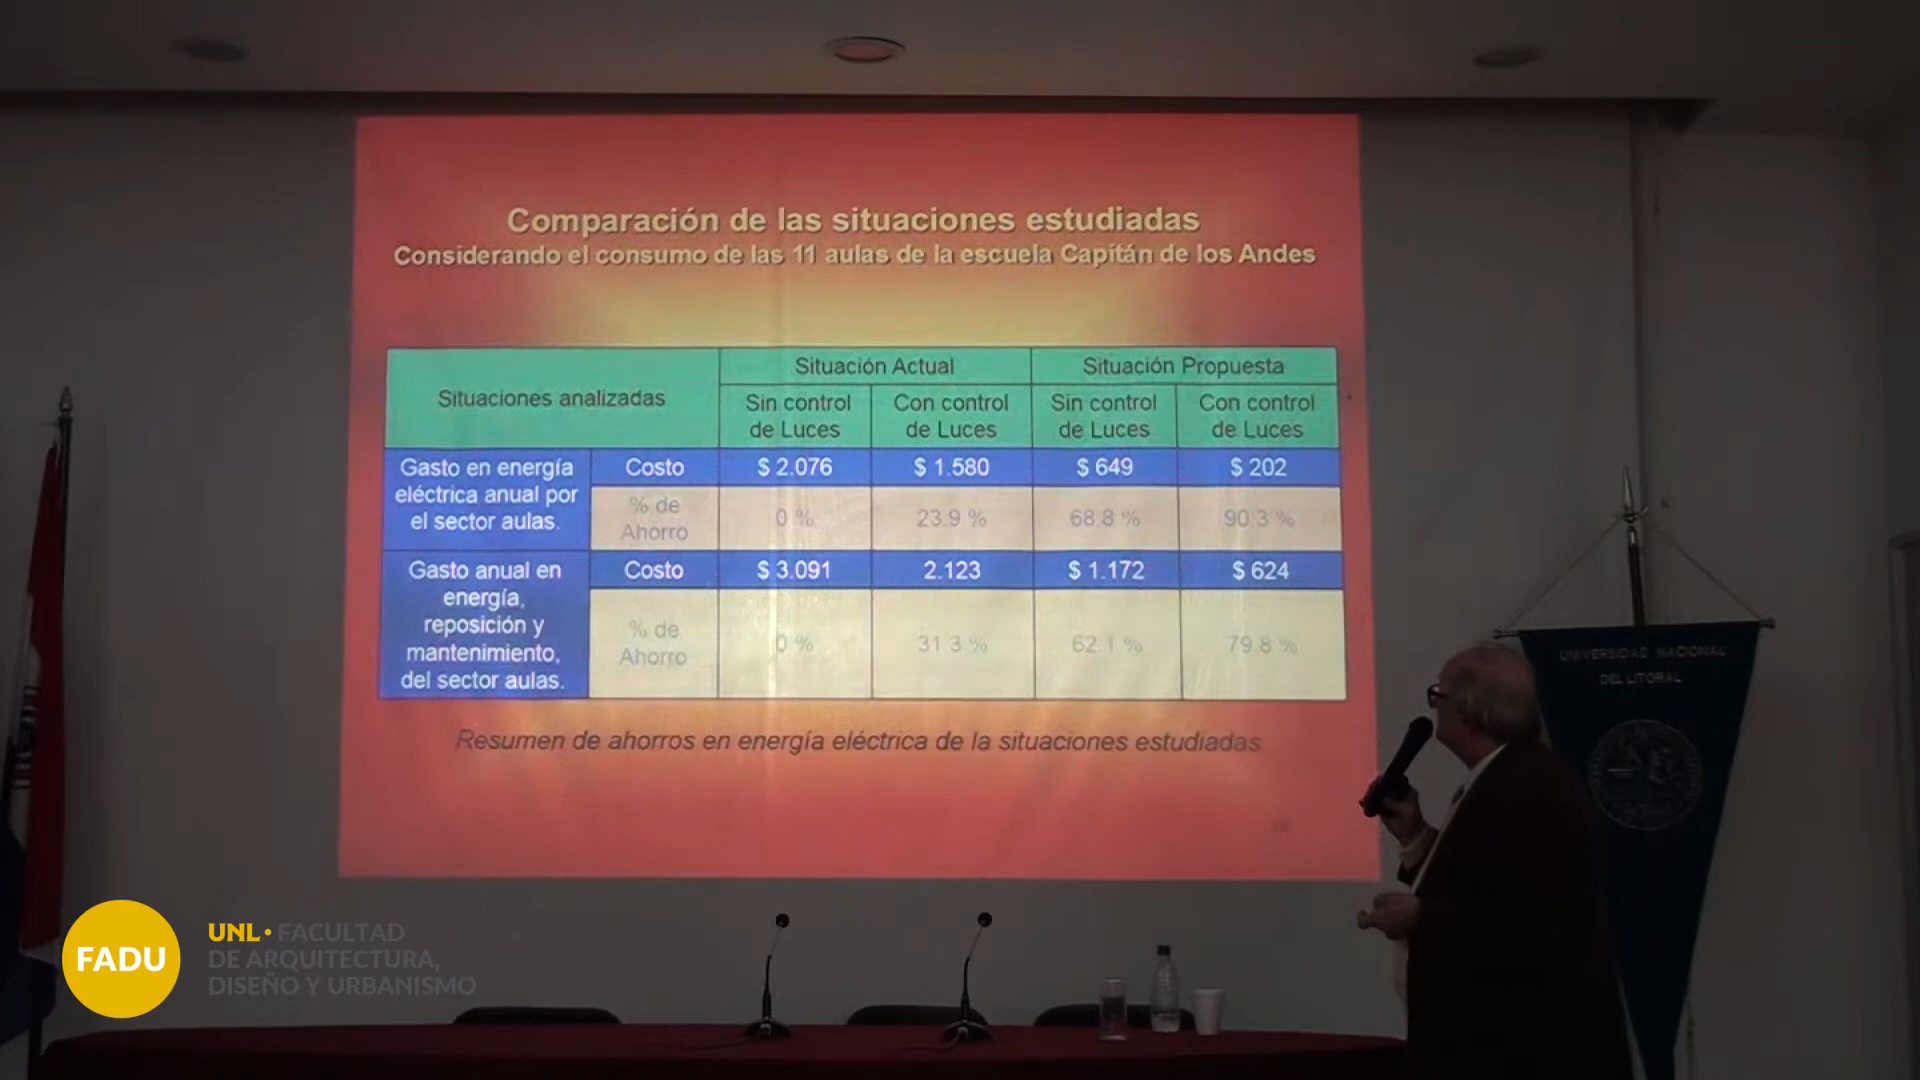 Comparación de las situaciones estudiadas
Considerando el consumo de las 11 aulas de la escuela Capitán de los Andes
Situaciones analizadas
Situación Actual
Situación Propuesta
Sin control
de Luces
Con control
de Luces
Sin control
de Luces
Con control
de Luces
Gasto en energía
eléctrica anual por
el sector aulas.
Costo
$ 2.076
$ 1.580
$ 649
$ 202
% de
Ahorro
0 %
23.9 %
68.8 %
90.3 %
Gasto anual en
energía,
reposición y
mantenimiento,
del sector aulas.
Costo
$ 3.091
2.123
$ 1.172
$ 624
% de
Ahorro
0 %
31.3 %
62.1 %
79.8 %
Resumen de ahorros en energía eléctrica de la situaciones estudiadas
UNIVERSIDAD NACIONAL
DEL LITORAL
FADU
UNL• FACULTAD
DE ARQUITECTURA,
DISEÑO Y URBANISMO